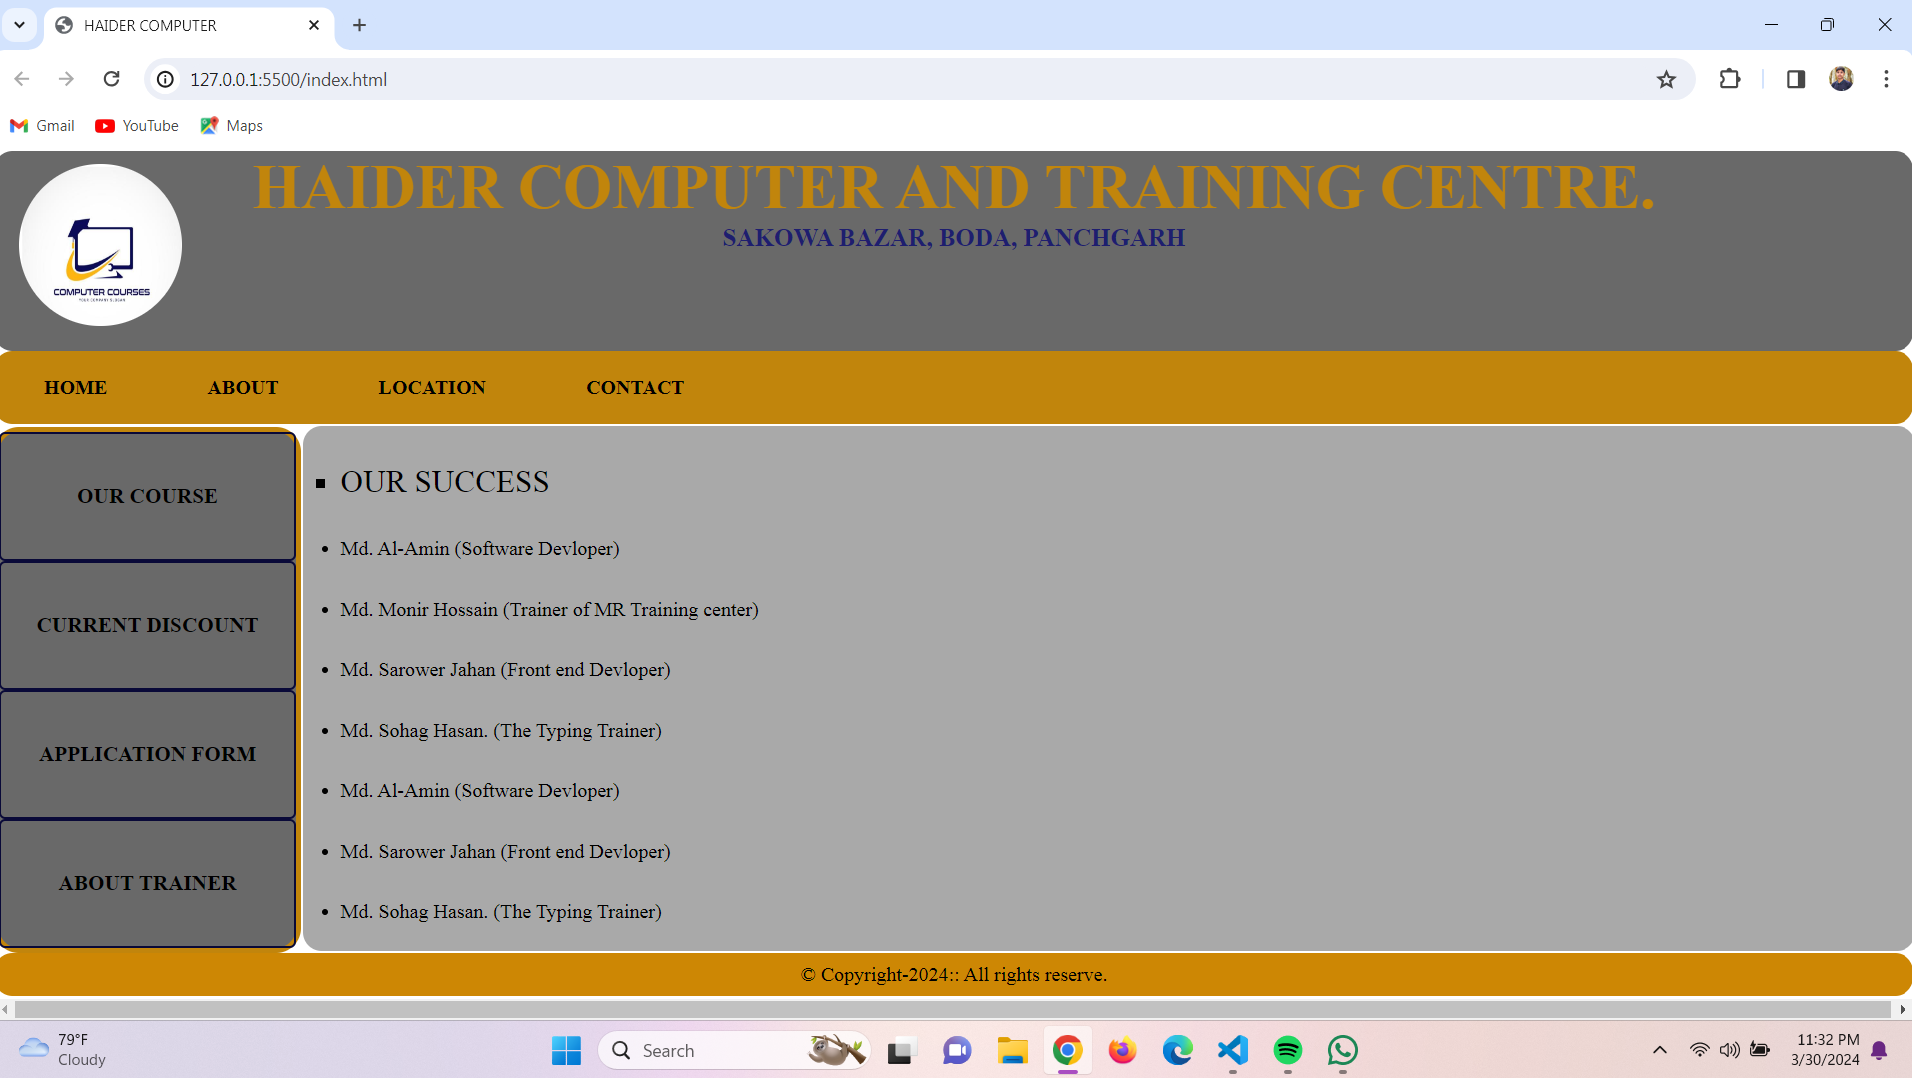 HAIDER COMPUTER
127.0.0.1:5500/index.html
Gmail YouTube Maps
HAIDER COMPUTER AND TRAINING CENTRE.
SAKOWA BAZAR, BODA, PANCHGARH
COMPUTER COURSES
YOUR COMPANY SLOGAN
HOME ABOUT LOCATION CONTACT
OUR COURSE
CURRENT DISCOUNT
APPLICATION FORM
ABOUT TRAINER
OUR SUCCESS
Md. Al-Amin (Software Devloper)
Md. Monir Hossain (Trainer of MR Training center)
Md. Sarower Jahan (Front end Devloper)
Md. Sohag Hasan. (The Typing Trainer)
Md. Al-Amin (Software Devloper)
Md. Sarower Jahan (Front end Devloper)
Md. Sohag Hasan. (The Typing Trainer)
© Copyright-2024:: All rights reserve.
79°F
Cloudy
Search
11:32 PM
3/30/2024